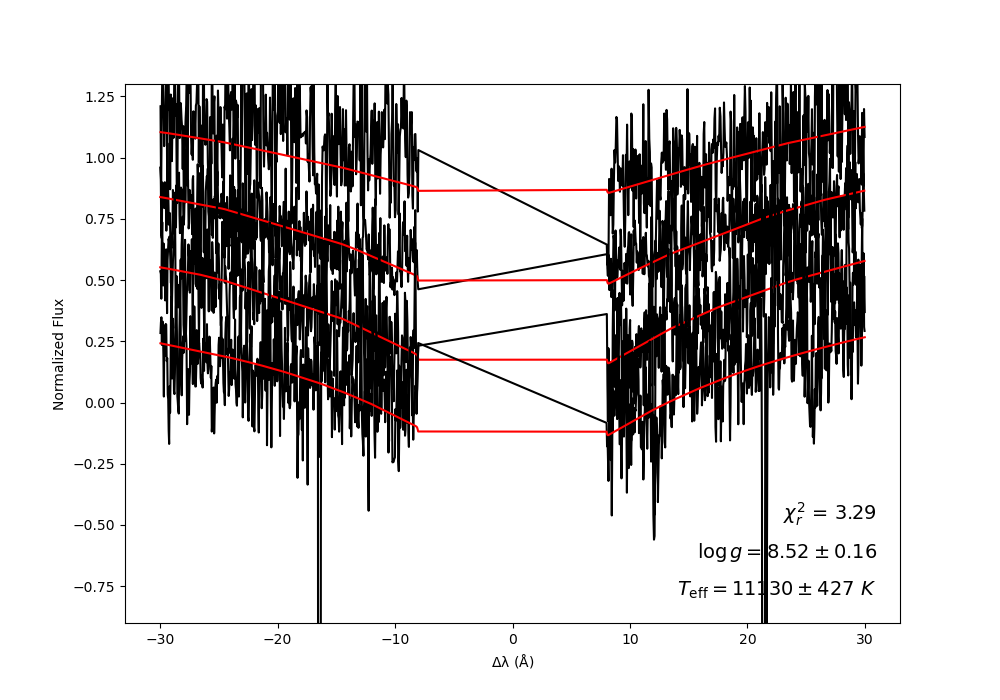 1.25
1.00
0.75
0.50
0.25
0.00
−0.25
−0.50
−0.75
Normalized Flux
χ²ᵣ = 3.29
log g = 8.52 ± 0.16
T_eff = 11130 ± 427 K
−30 −20 −10 0 10 20 30
Δλ (Å)